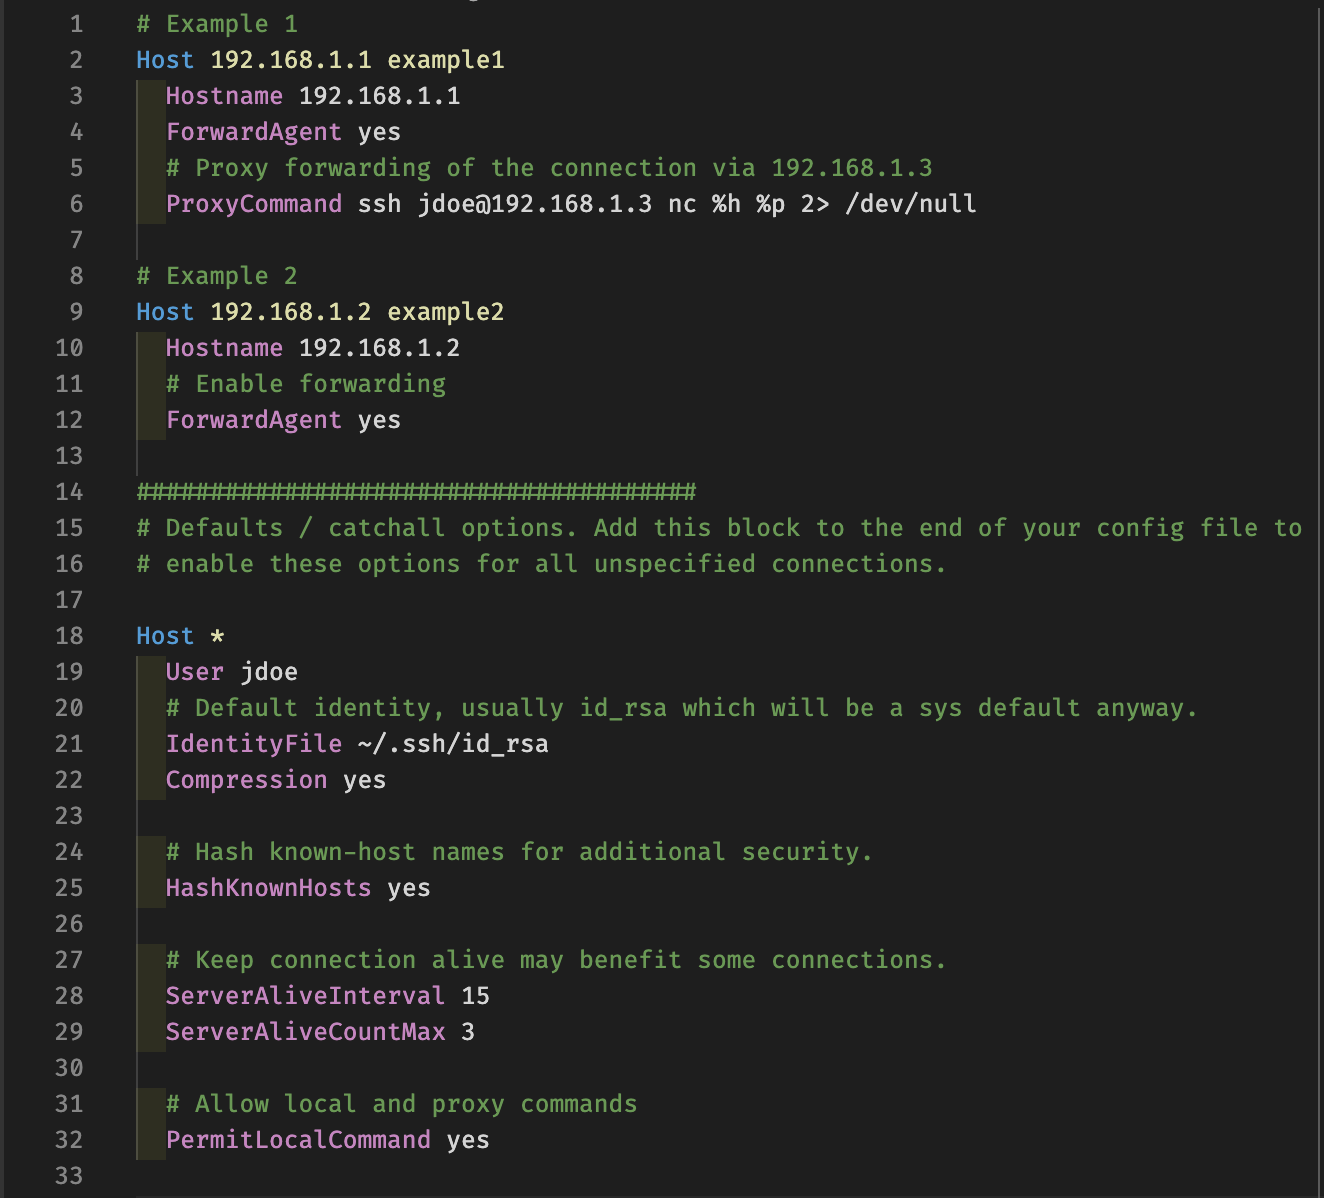 1 # Example 1
2 Host 192.168.1.1 example1
3   Hostname 192.168.1.1
4   ForwardAgent yes
5   # Proxy forwarding of the connection via 192.168.1.3
6   ProxyCommand ssh jdoe@192.168.1.3 nc %h %p 2> /dev/null
7
8 # Example 2
9 Host 192.168.1.2 example2
10   Hostname 192.168.1.2
11   # Enable forwarding
12   ForwardAgent yes
13
14 ######################################
15 # Defaults / catchall options. Add this block to the end of your config file to
16 # enable these options for all unspecified connections.
17
18 Host *
19   User jdoe
20   # Default identity, usually id_rsa which will be a sys default anyway.
21   IdentityFile ~/.ssh/id_rsa
22   Compression yes
23
24   # Hash known-host names for additional security.
25   HashKnownHosts yes
26
27   # Keep connection alive may benefit some connections.
28   ServerAliveInterval 15
29   ServerAliveCountMax 3
30
31   # Allow local and proxy commands
32   PermitLocalCommand yes
33